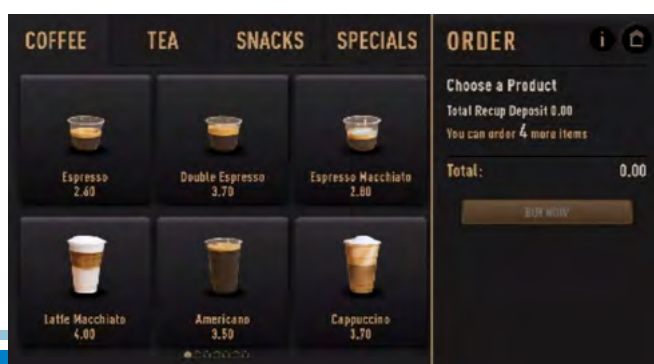 COFFEE TEA SNACKS SPECIALS
Espresso
2.60
Double Espresso
3.70
Espresso Macchiato
2.80
Latte Macchiato
4.00
Americano
3.50
Cappuccino
3.70
ORDER i
Choose a Product
Total Recup Deposit 0.00
You can order 4 more items
Total: 0.00
BUY NOW